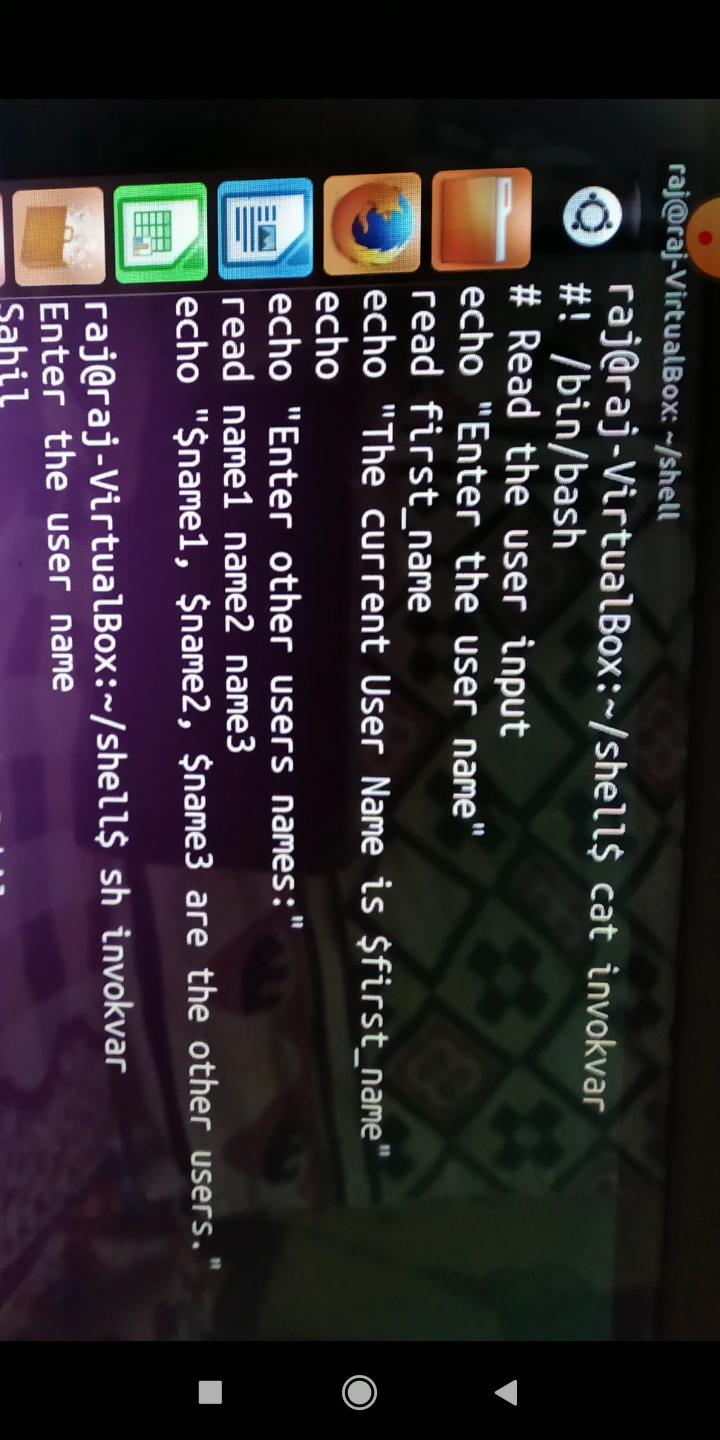 raj@raj-VirtualBox: ~/shell
raj@raj-VirtualBox:~/shell$ cat invokvar
#! /bin/bash
# Read the user input
echo "Enter the user name"
read first_name
echo "The current User Name is $first_name"
echo
echo "Enter other users names:"
read name1 name2 name3
echo "$name1, $name2, $name3 are the other users."
raj@raj-VirtualBox:~/shell$ sh invokvar
Enter the user name
Sahil